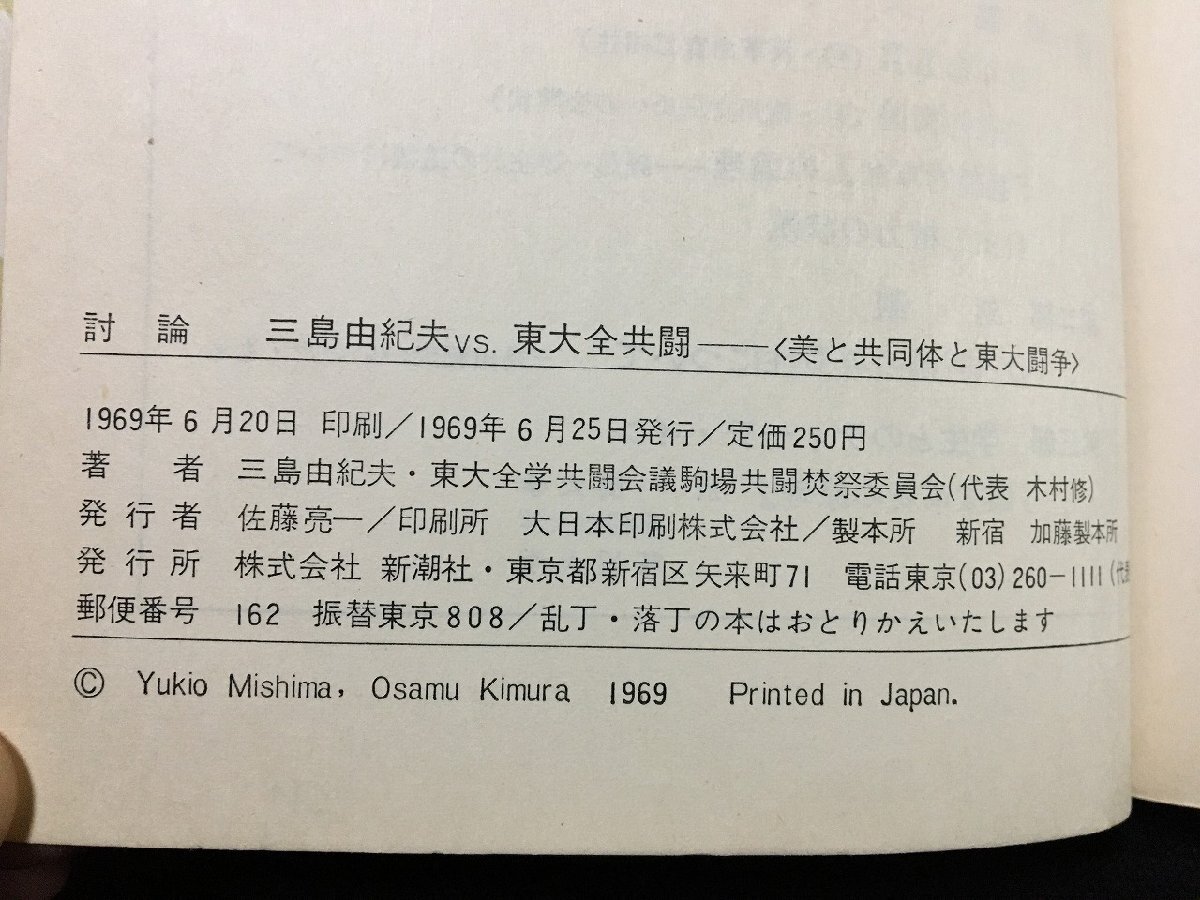 討論 三島由紀夫vs.東大全共闘――〈美と共同体と東大闘争〉
1969年6月20日 印刷／1969年6月25日発行／定価250円
著者 三島由紀夫・東大全学共闘会議駒場共闘焚祭委員会(代表 木村修)
発行者 佐藤亮一／印刷所 大日本印刷株式会社／製本所 新宿 加藤製本所
発行所 株式会社 新潮社・東京都新宿区矢来町71 電話東京(03)260-1111(代表
郵便番号 162 振替東京808／乱丁・落丁の本はおとりかえいたします
© Yukio Mishima, Osamu Kimura 1969 Printed in Japan.